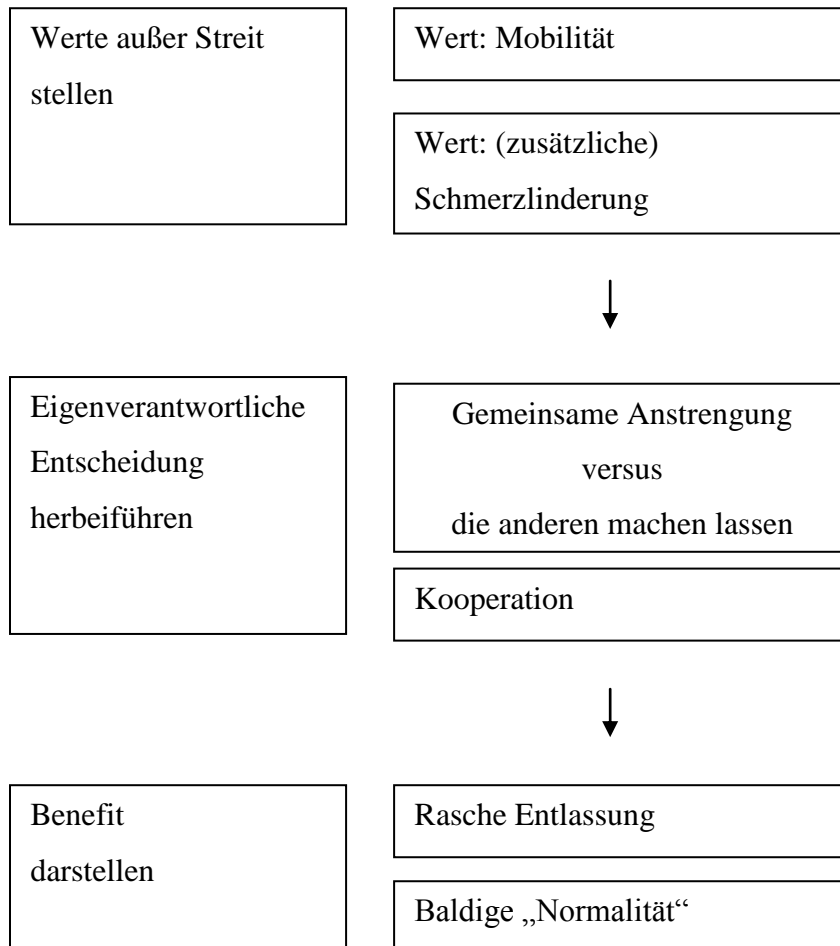 Werte außer Streit
stellen
Wert: Mobilität
Wert: (zusätzliche)
Schmerzlinderung
Eigenverantwortliche
Entscheidung
herbeiführen
Gemeinsame Anstrengung
versus
die anderen machen lassen
Kooperation
Benefit
darstellen
Rasche Entlassung
Baldige „Normalität“